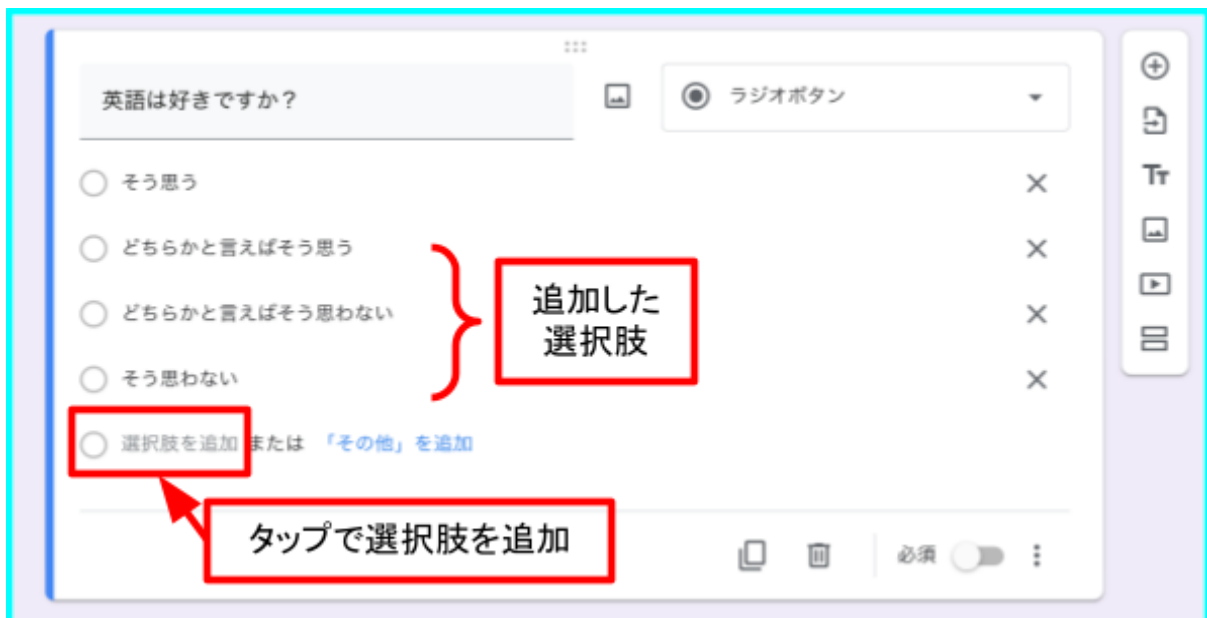 英語は好きですか？
ラジオボタン
そう思う
どちらかと言えばそう思う
どちらかと言えばそう思わない
そう思わない
追加した
選択肢
選択肢を追加 または 「その他」を追加
タップで選択肢を追加
必須
Tт